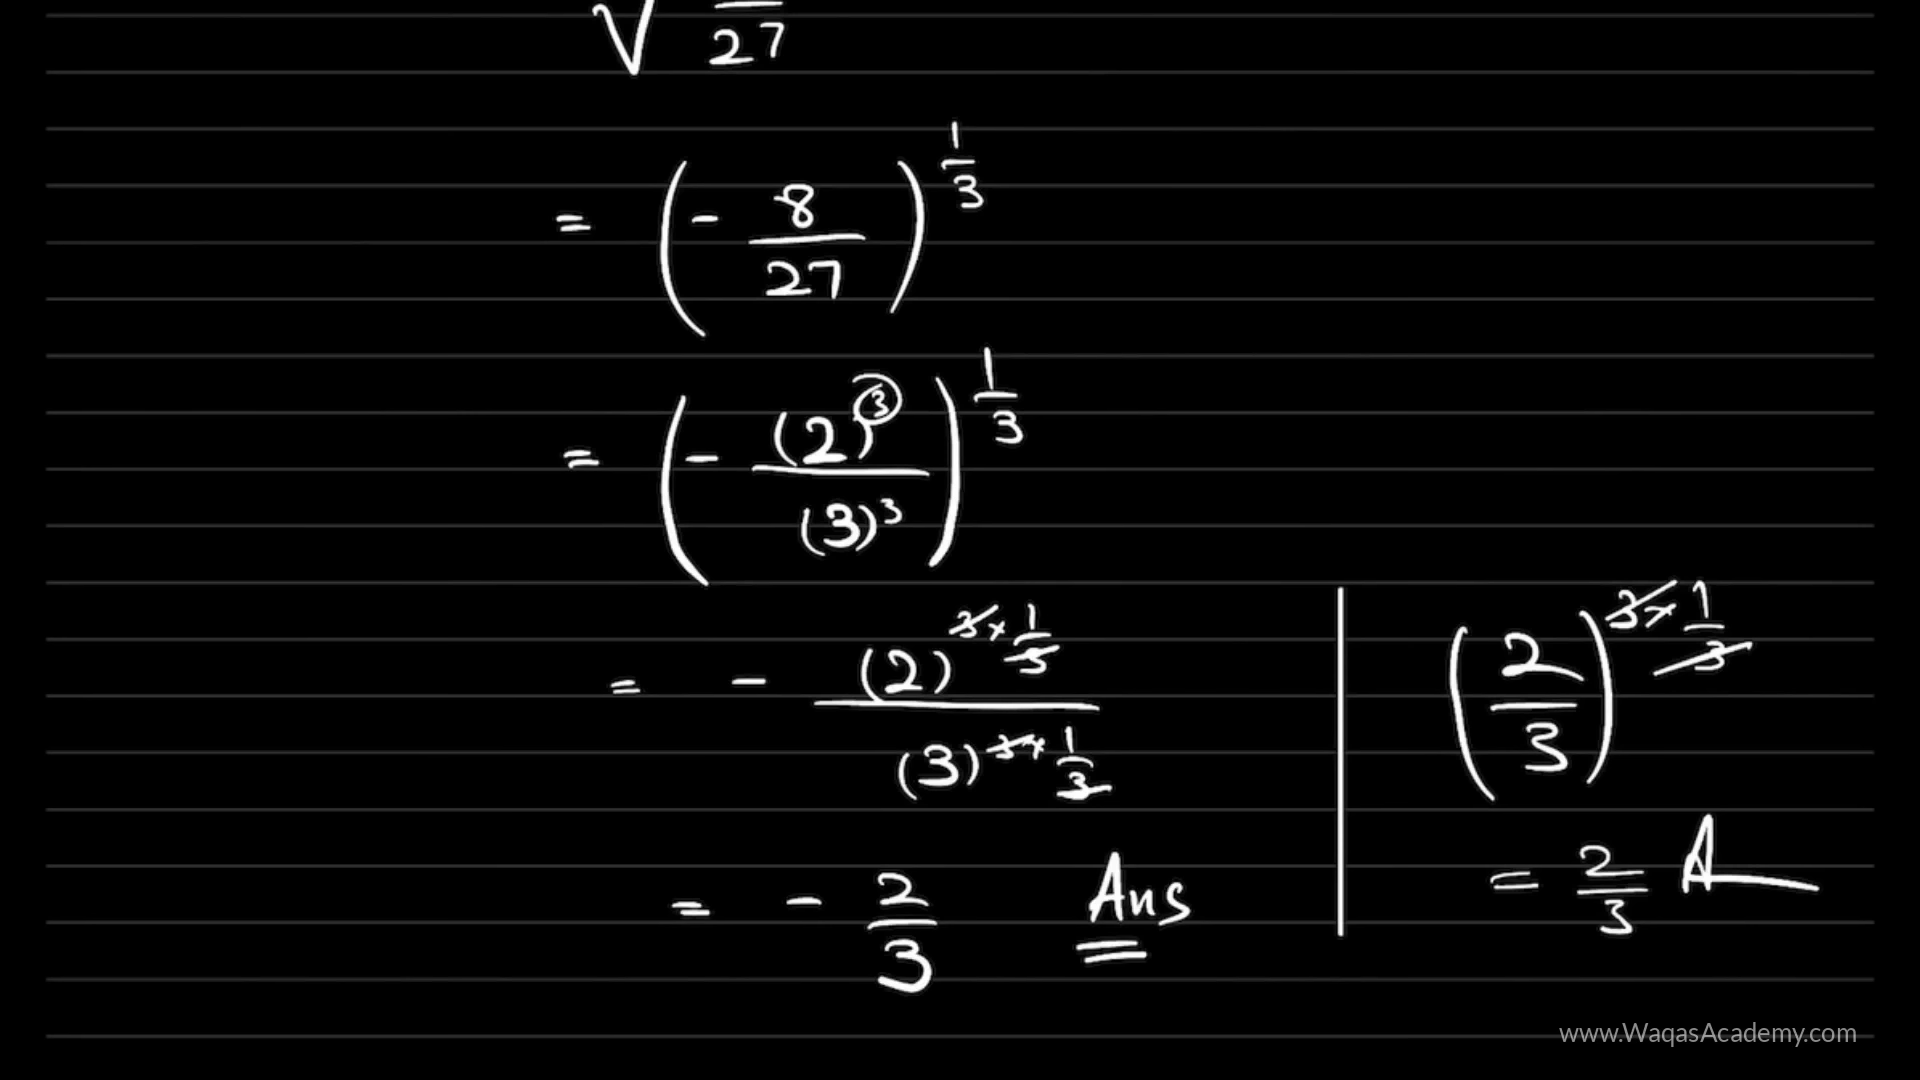 √ 27
= (- 8/27)^1/3
= (- (2)^3/(3)^3)^1/3
= - (2)^3×1/3/(3)^3×1/3
= - 2/3 Ans
(2/3)^3×1/3
= 2/3 A
www.WaqasAcademy.com